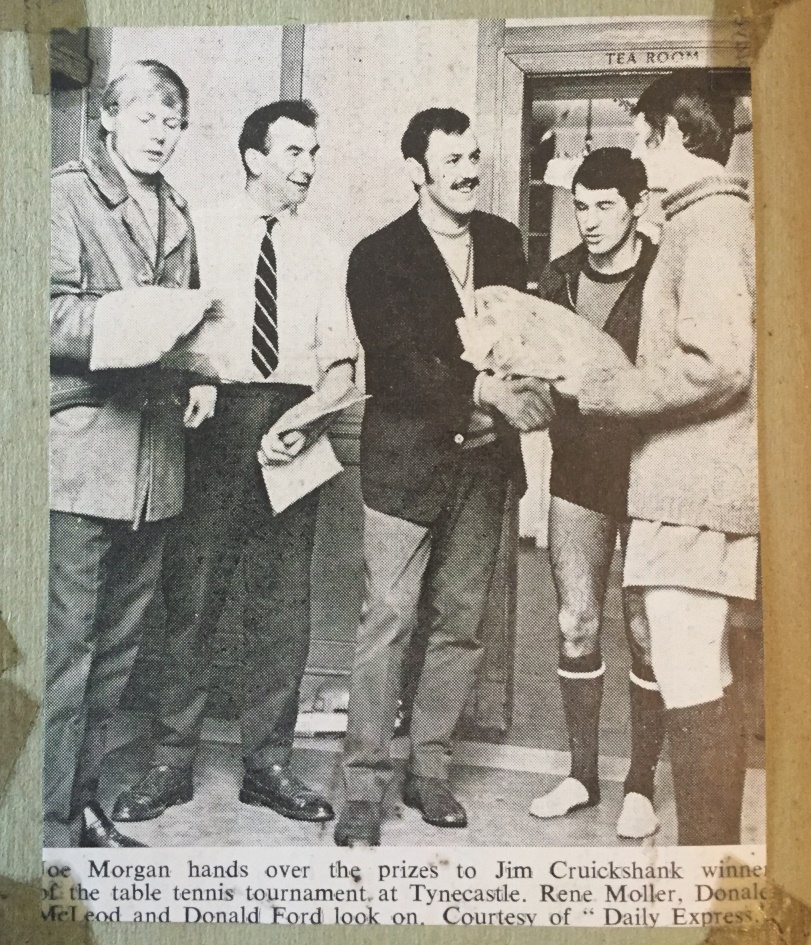 TEA ROOM
oe Morgan hands over the prizes to Jim Cruickshank winner
of the table tennis tournament at Tynecastle. Rene Moller, Donald
McLeod and Donald Ford look on. Courtesy of " Daily Express.